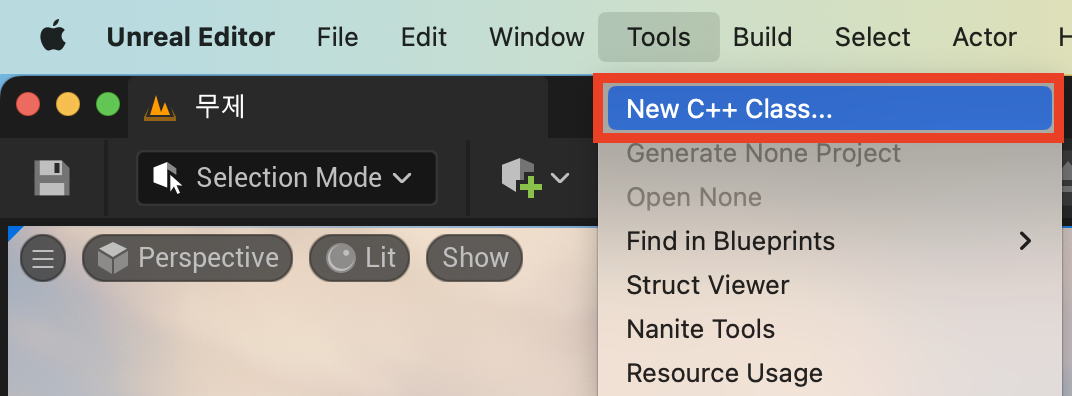 Unreal Editor File Edit Window Tools Build Select Actor
무제
New C++ Class...
Generate None Project
Selection Mode
Open None
Find in Blueprints
Perspective Lit Show
Struct Viewer
Nanite Tools
Resource Usage